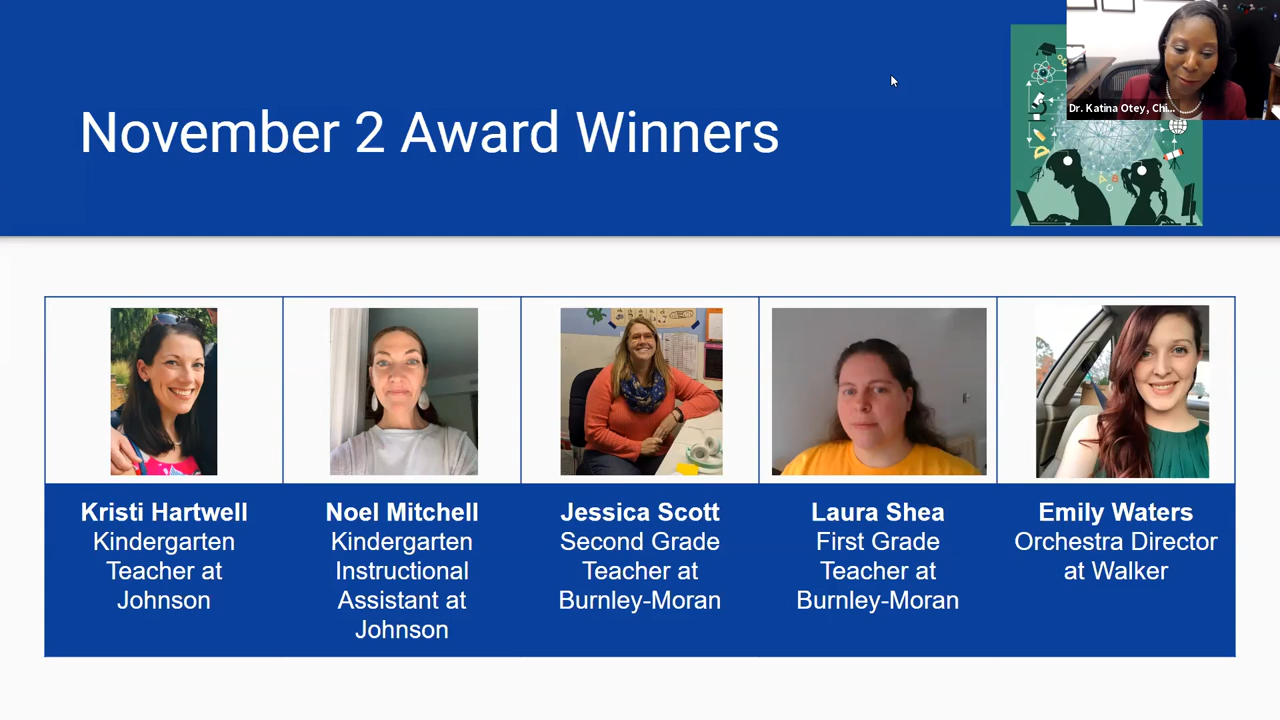 Dr. Katina Otey, Chi...
November 2 Award Winners
Kristi Hartwell
Kindergarten
Teacher at
Johnson
Noel Mitchell
Kindergarten
Instructional
Assistant at
Johnson
Jessica Scott
Second Grade
Teacher at
Burnley-Moran
Laura Shea
First Grade
Teacher at
Burnley-Moran
Emily Waters
Orchestra Director
at Walker